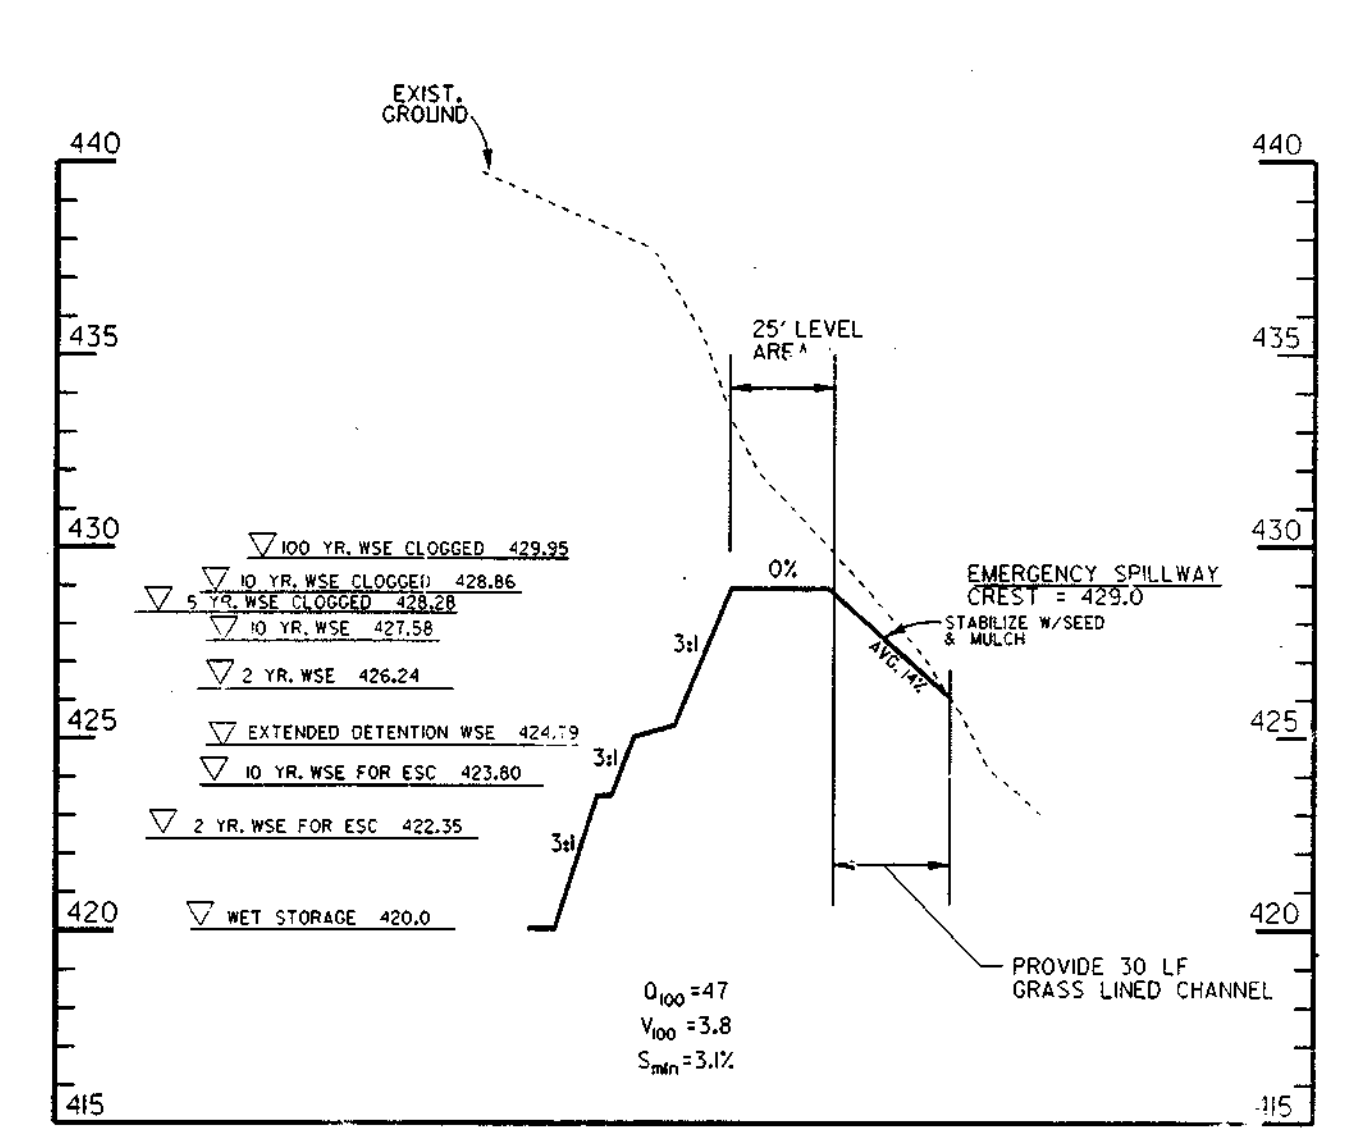 EXIST.
GROUND
440
440
25' LEVEL
AREA
435
435
430
430
100 YR. WSE CLOGGED 429.95
0%
EMERGENCY SPILLWAY
CREST = 429.0
10 YR. WSE CLOGGED 428.86
5 YR. WSE CLOGGED 428.28
STABILIZE W/SEED
& MULCH
10 YR. WSE 427.58
3:1
AVG. 14%
2 YR. WSE 426.24
425
425
EXTENDED DETENTION WSE 424.79
3:1
10 YR. WSE FOR ESC 423.80
2 YR. WSE FOR ESC 422.35
3:1
420
420
WET STORAGE 420.0
PROVIDE 30 LF
GRASS LINED CHANNEL
Q100 =47
V100 =3.8
Smin=3.1%
415
415